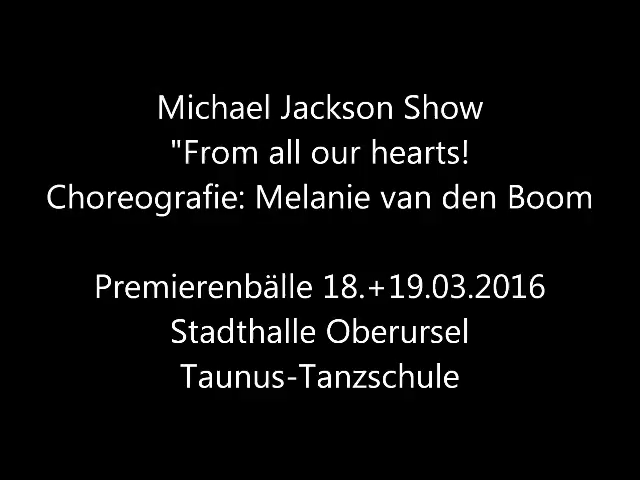 Michael Jackson Show
"From all our hearts!
Choreografie: Melanie van den Boom
Premierenbälle 18.+19.03.2016
Stadthalle Oberursel
Taunus-Tanzschule